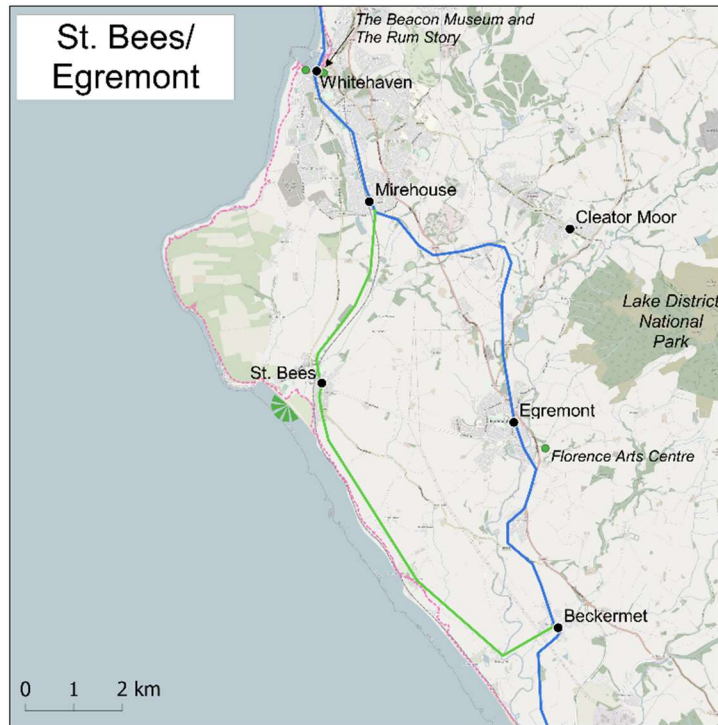 St. Bees/
Egremont
The Beacon Museum and
The Rum Story
Whitehaven
Mirehouse
Cleator Moor
Lake District
National
Park
St. Bees
Egremont
Florence Arts Centre
Beckermet
0 1 2 km